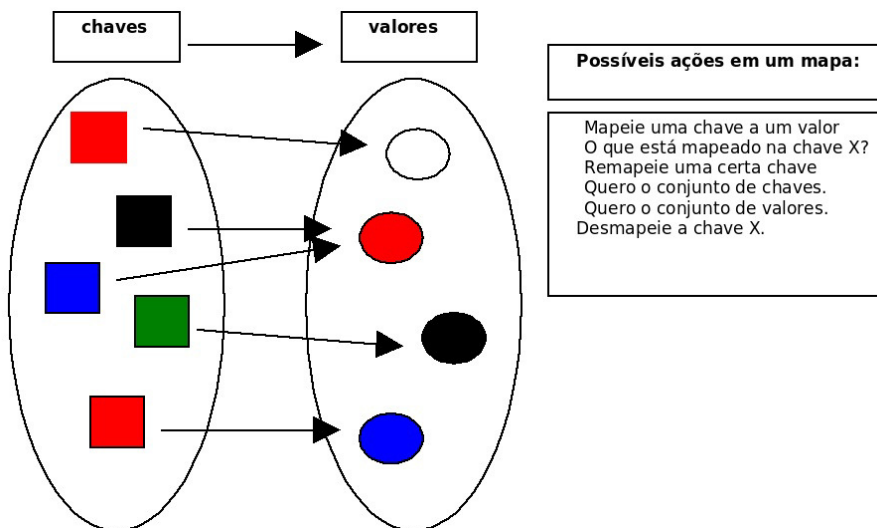 chaves
valores
Possíveis ações em um mapa:
Mapeie uma chave a um valor
O que está mapeado na chave X?
Remapeie uma certa chave
Quero o conjunto de chaves.
Quero o conjunto de valores.
Desmapeie a chave X.